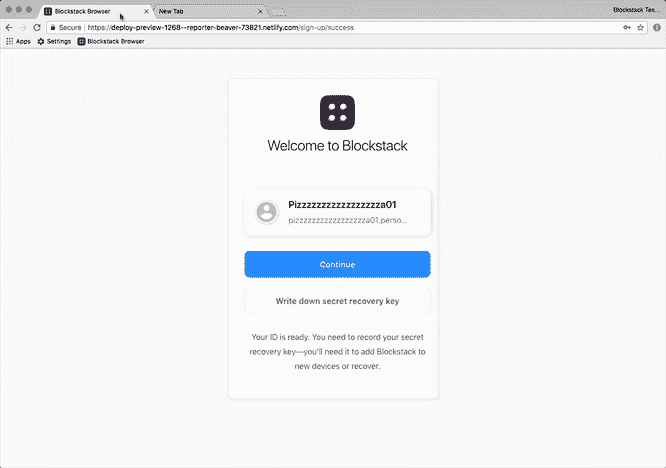 Blockstack Browser
New Tab
Blockstack Tes...
Secure | https://deploy-preview-1268--reporter-beaver-73821.netlify.com/sign-up/success
Apps Settings Blockstack Browser
Welcome to Blockstack
Pizzzzzzzzzzzzzzzzza01
pizzzzzzzzzzzzzzzzza01.perso...
Continue
Write down secret recovery key
Your ID is ready. You need to record your secret
recovery key—you'll need it to add Blockstack to
new devices or recover.